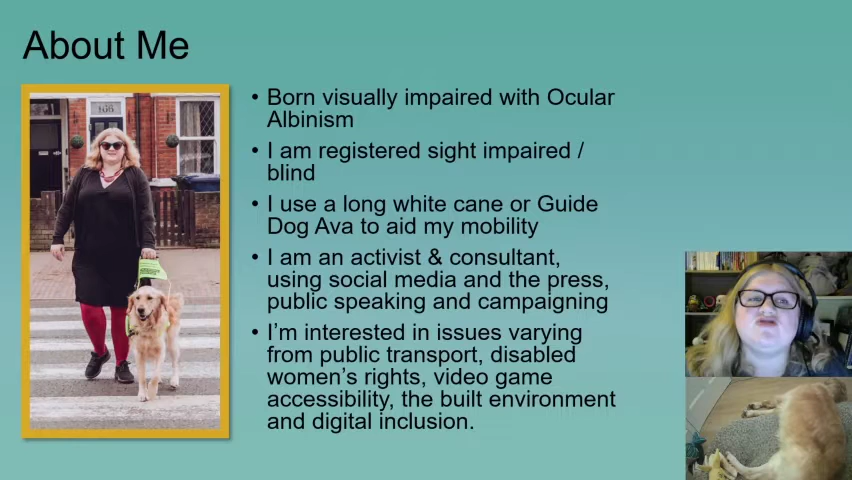 About Me
• Born visually impaired with Ocular
Albinism
• I am registered sight impaired /
blind
• I use a long white cane or Guide
Dog Ava to aid my mobility
• I am an activist & consultant,
using social media and the press,
public speaking and campaigning
• I’m interested in issues varying
from public transport, disabled
women’s rights, video game
accessibility, the built environment
and digital inclusion.
166